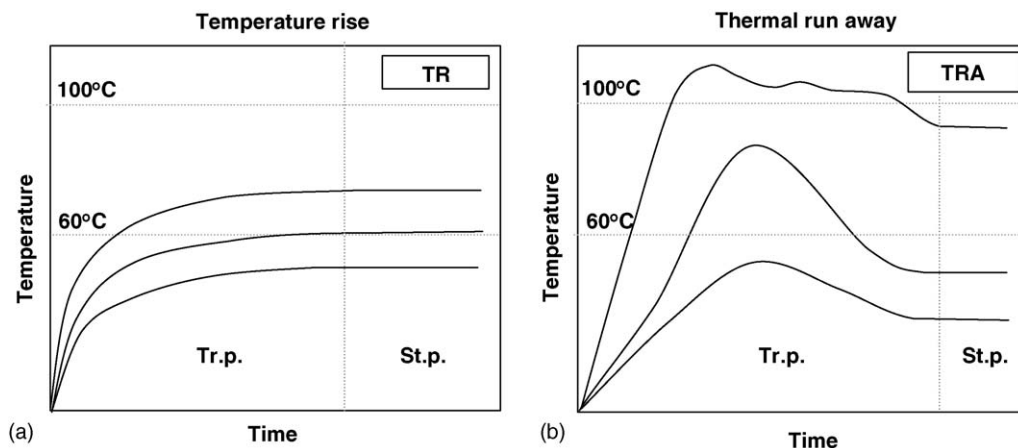 Temperature rise
TR
100°C
60°C
Temperature
Tr.p.
St.p.
(a)
Time
Thermal run away
TRA
100°C
60°C
Temperature
Tr.p.
St.p.
(b)
Time